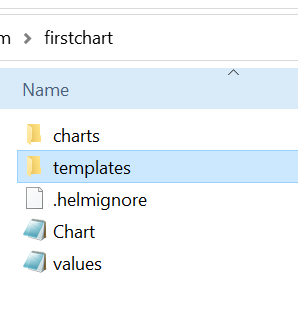 m > firstchart
Name
charts
templates
.helmignore
Chart
values